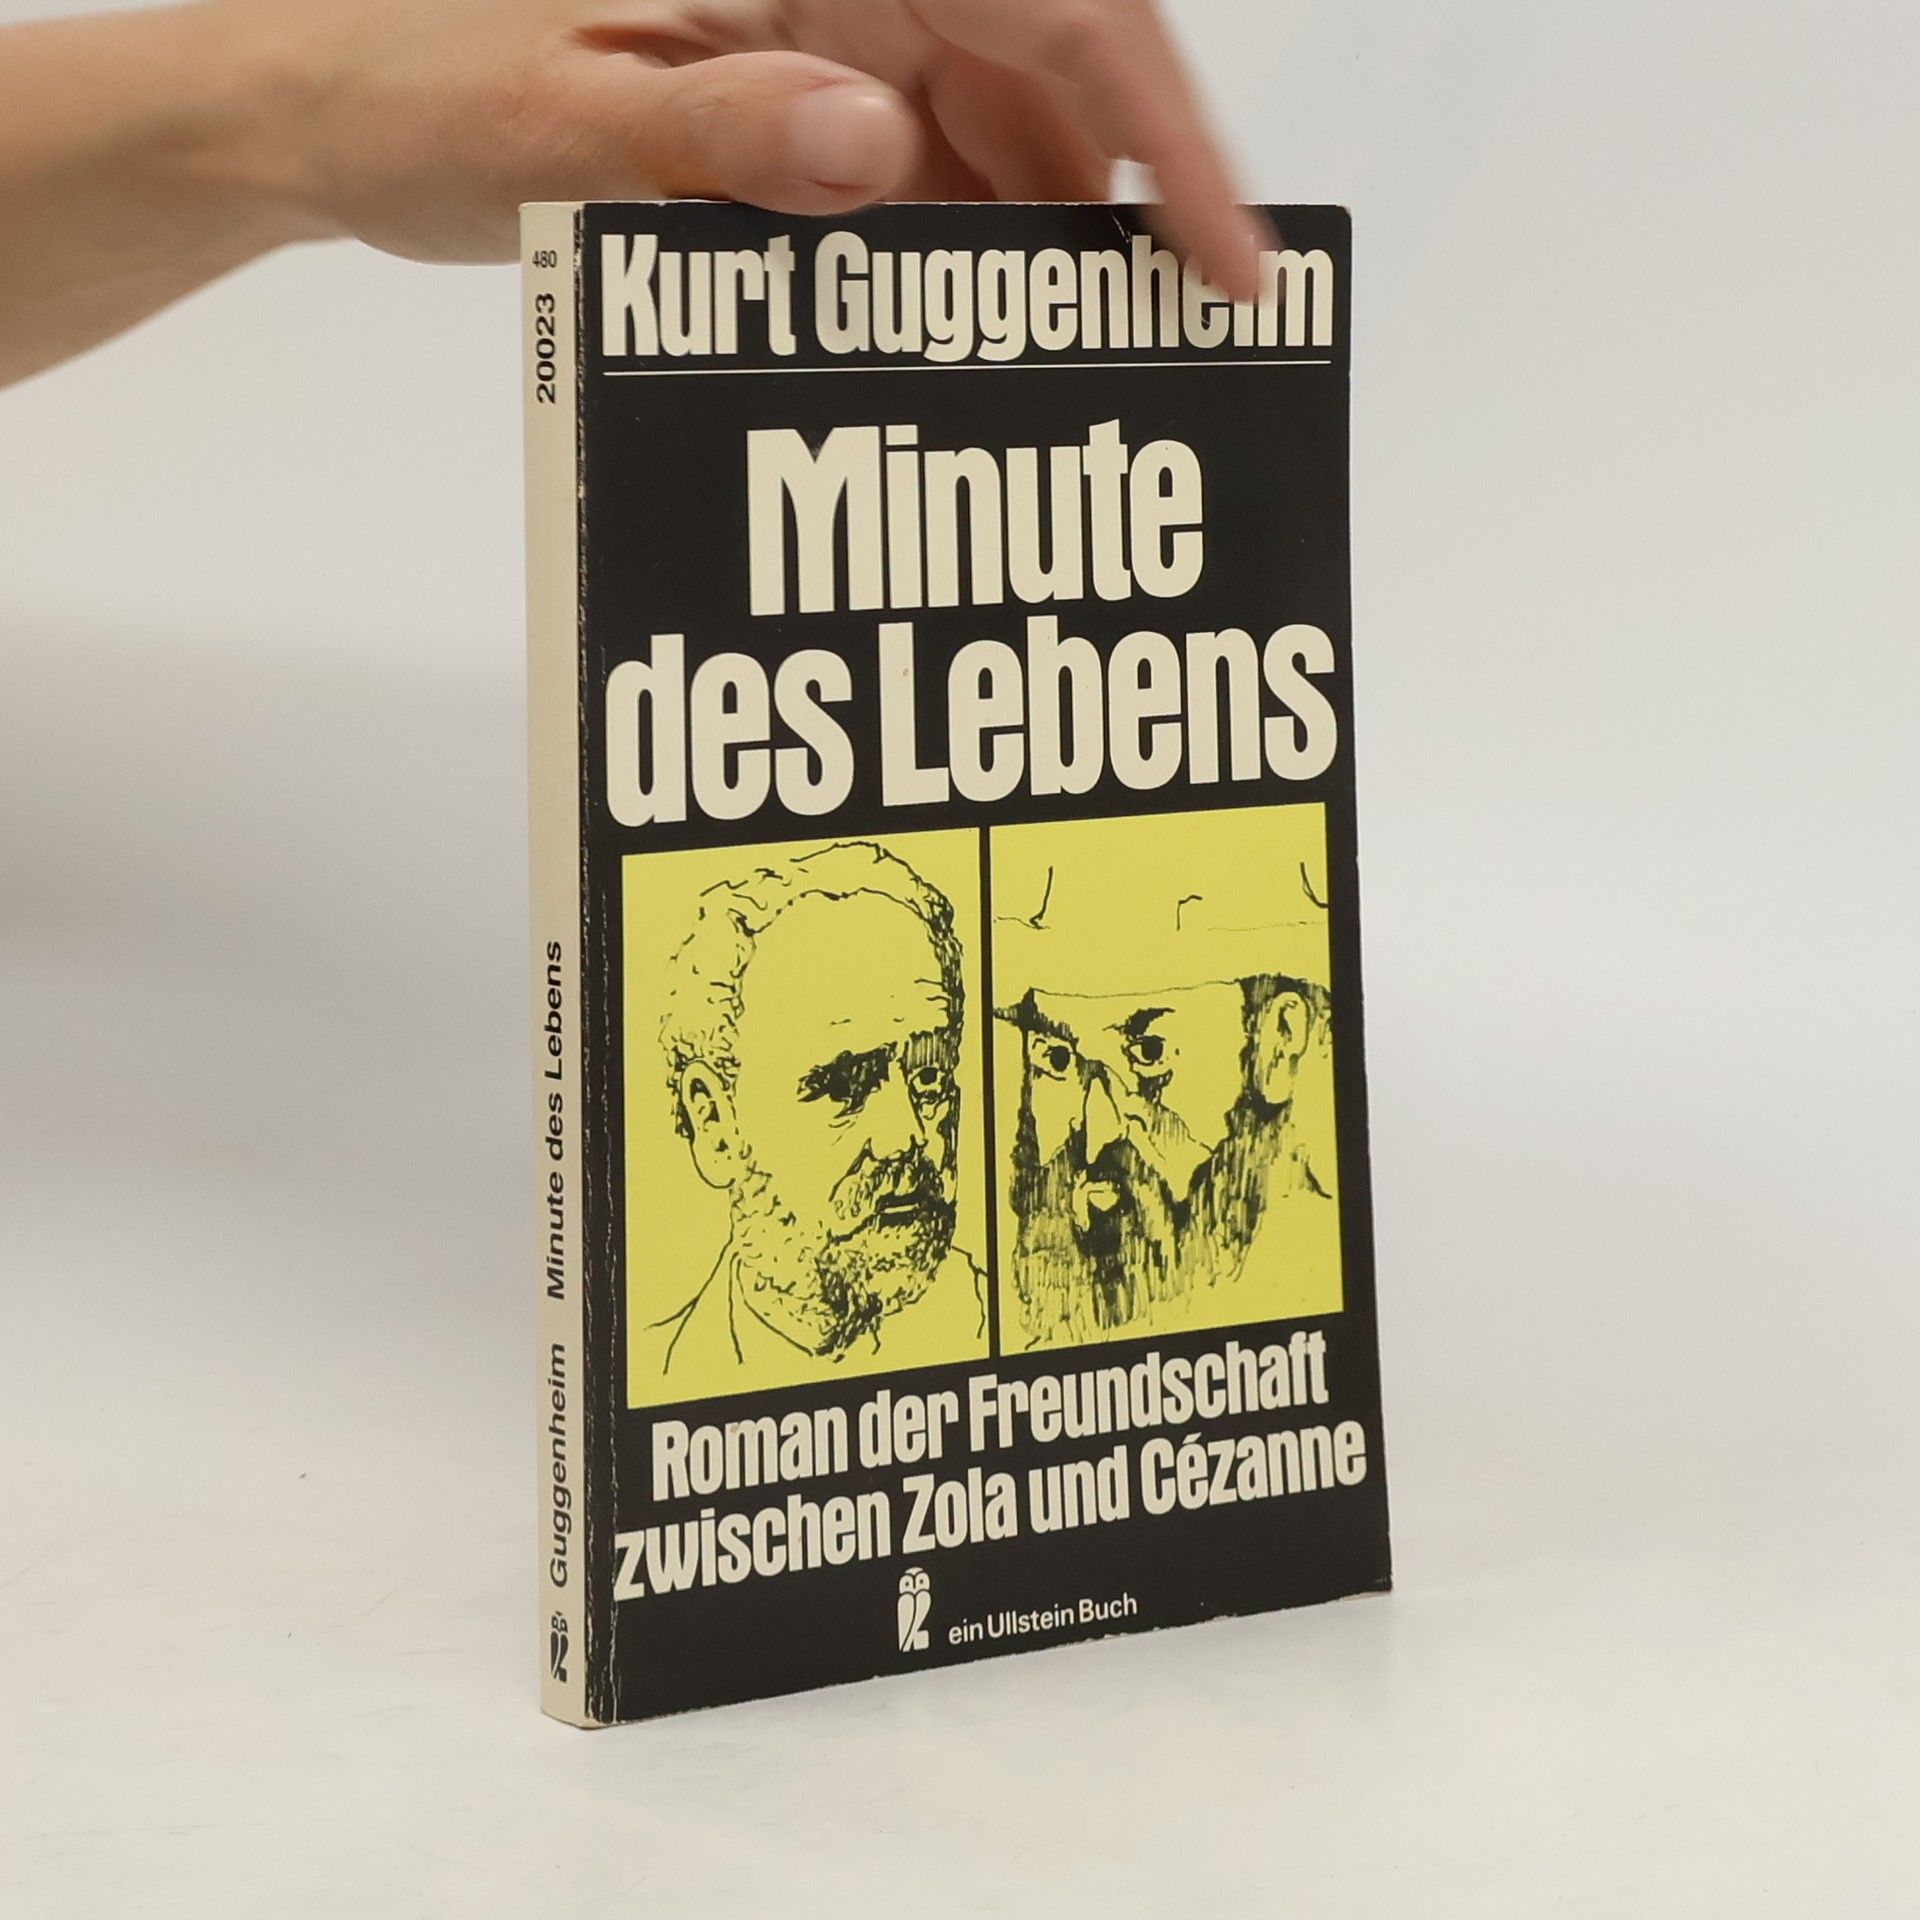 Kurt Guggenheim
Minute
des Lebens
Roman der Freundschaft
zwischen Zola und Cézanne
ein Ullstein Buch
480
20023
Guggenheim Minute des Lebens